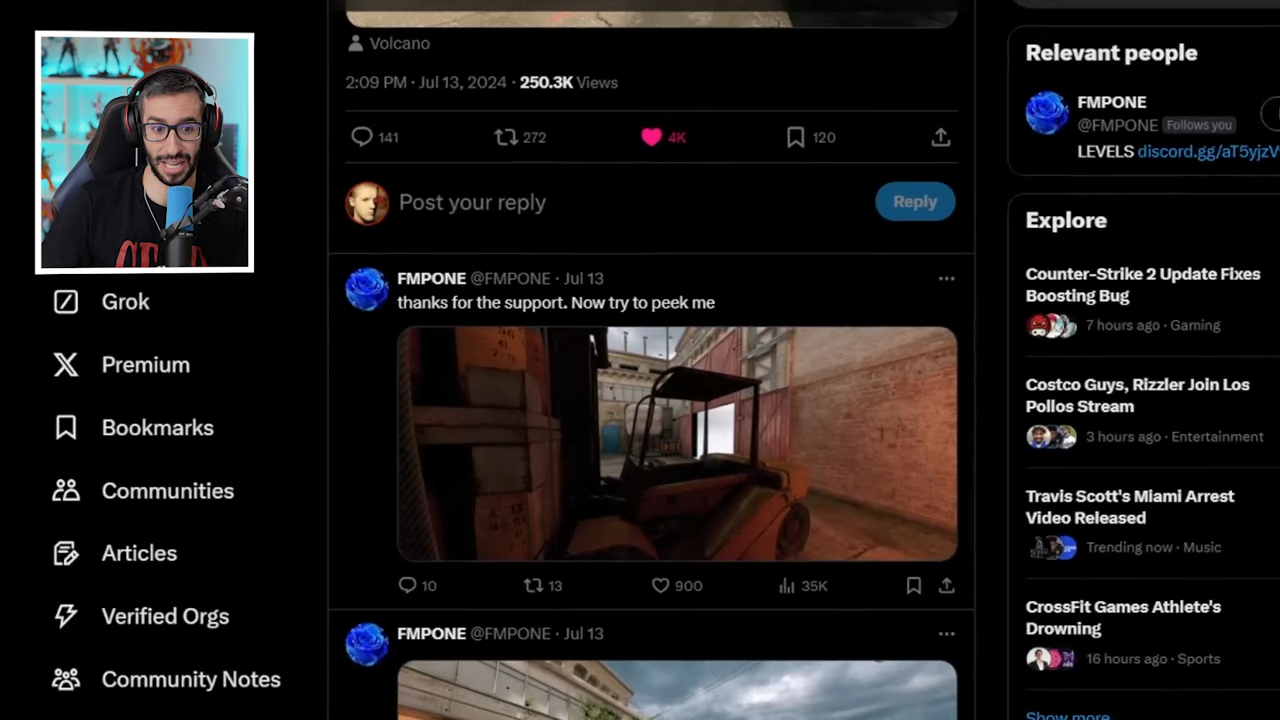 Volcano
2:09 PM · Jul 13, 2024 · 250.3K Views
141
272
4K
120
Post your reply
Reply
FMPONE @FMPONE · Jul 13
thanks for the support. Now try to peek me
10
13
900
35K
FMPONE @FMPONE · Jul 13
Grok
Premium
Bookmarks
Communities
Articles
Verified Orgs
Community Notes
Relevant people
FMPONE
@FMPONE Follows you
LEVELS discord.gg/aT5yjzV
Explore
Counter-Strike 2 Update Fixes
Boosting Bug
7 hours ago · Gaming
Costco Guys, Rizzler Join Los
Pollos Stream
3 hours ago · Entertainment
Travis Scott's Miami Arrest
Video Released
Trending now · Music
CrossFit Games Athlete's
Drowning
16 hours ago · Sports
Show more